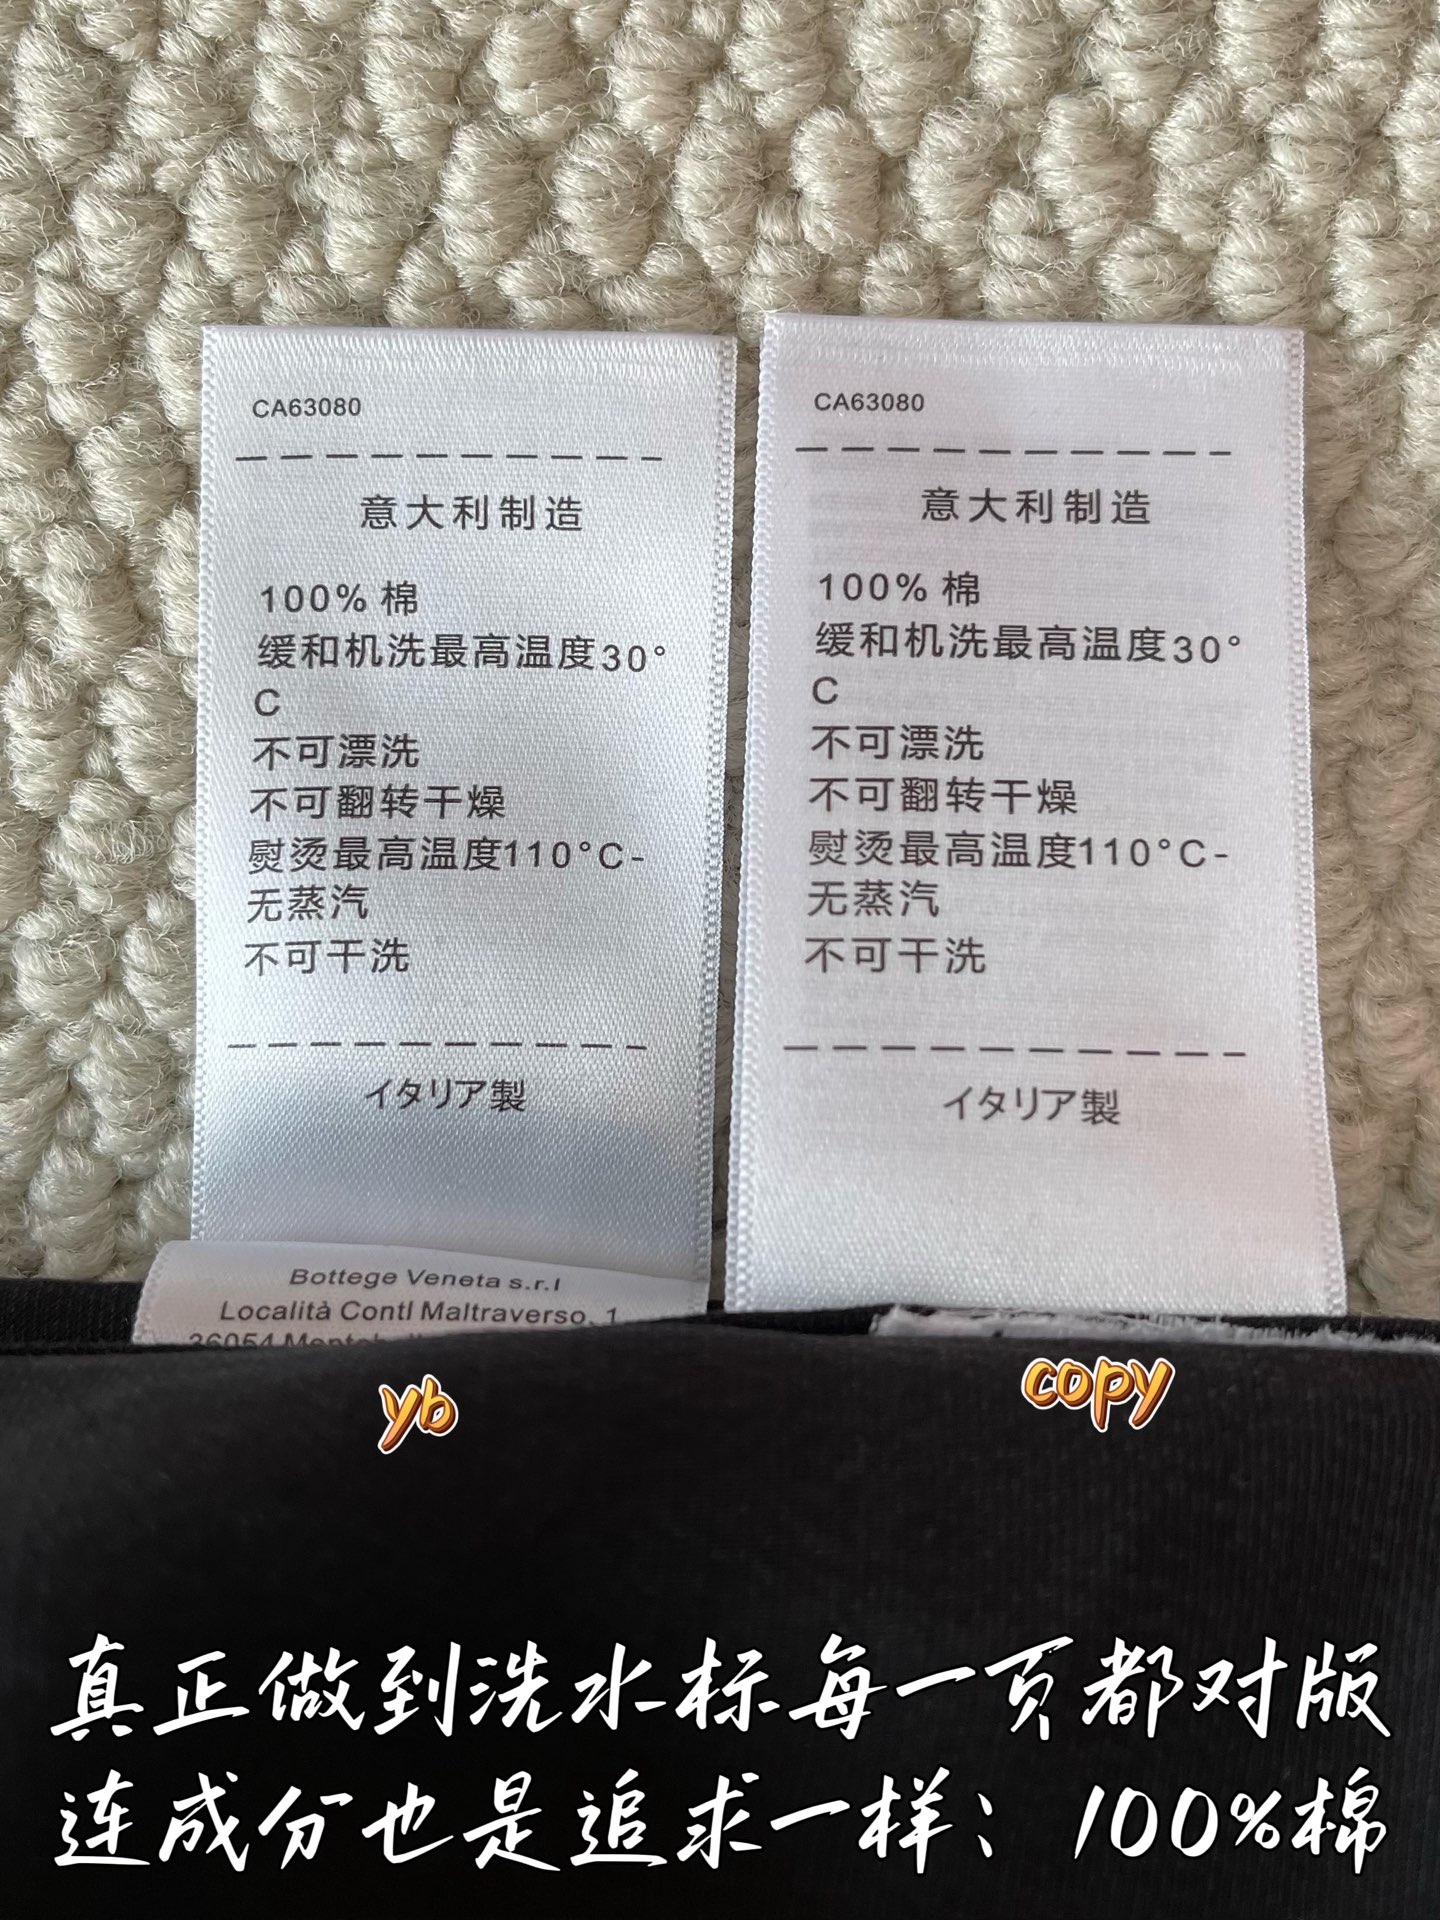 CA63080
意大利制造
100% 棉
缓和机洗最高温度30°
C
不可漂洗
不可翻转干燥
熨烫最高温度110°C-
无蒸汽
不可干洗
イタリア製
Bottege Veneta s.r.l
Località Contl Maltraverso, 1
36054
yb
CA63080
意大利制造
100% 棉
缓和机洗最高温度30°
C
不可漂洗
不可翻转干燥
熨烫最高温度110°C-
无蒸汽
不可干洗
イタリア製
copy
真正做到洗水标每一页都对版
连成分也是追求一样：100%棉